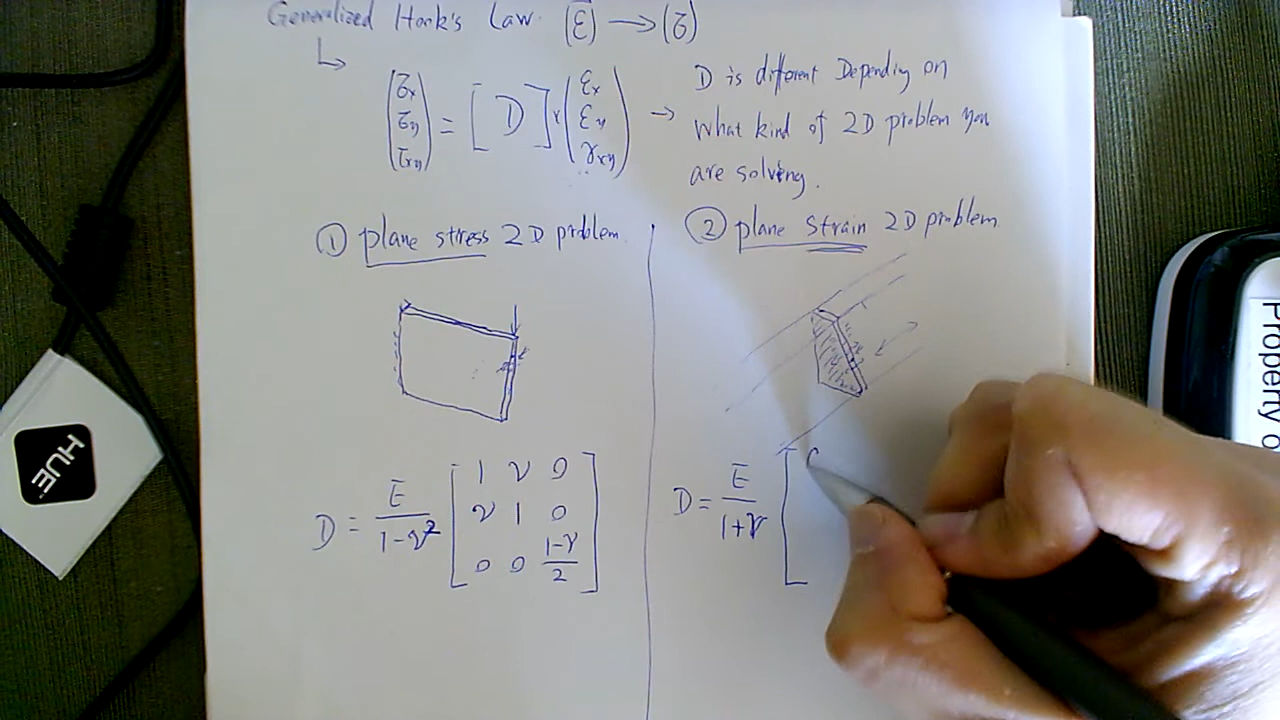 Generalized Hook's Law (ε) → (σ)
↳
(σx σy τxy) = [D] × (εx εy γxy) → D is different Depending on
what kind of 2D problem you
are solving.
① plane stress 2D problem.
② plane strain 2D problem.
D = E/(1-ν²) [1 ν 0
ν 1 0
0 0 (1-ν)/2]
D = E/(1+ν) [
HUE
Property o